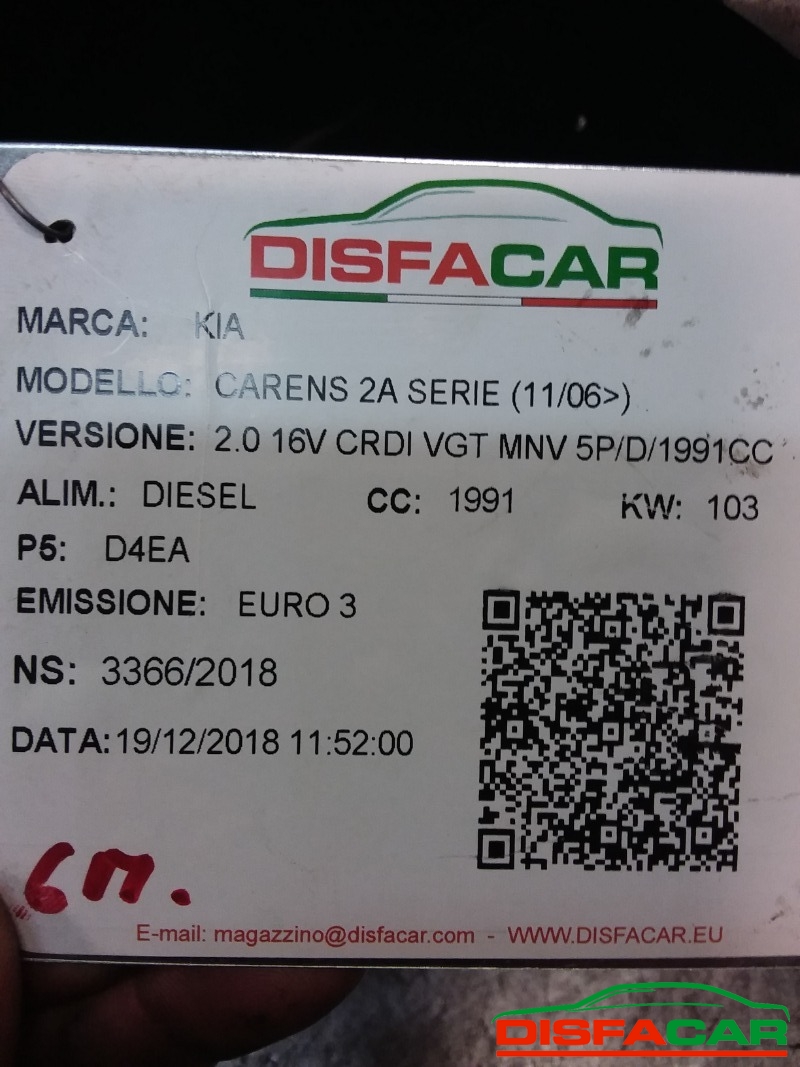 DISFACAR
MARCA: KIA
MODELLO: CARENS 2A SERIE (11/06>)
VERSIONE: 2.0 16V CRDI VGT MNV 5P/D/1991CC
ALIM.: DIESEL CC: 1991 KW: 103
P5: D4EA
EMISSIONE: EURO 3
NS: 3366/2018
DATA:19/12/2018 11:52:00
6M.
E-mail: magazzino@disfacar.com - WWW.DISFACAR.EU
DISFACAR